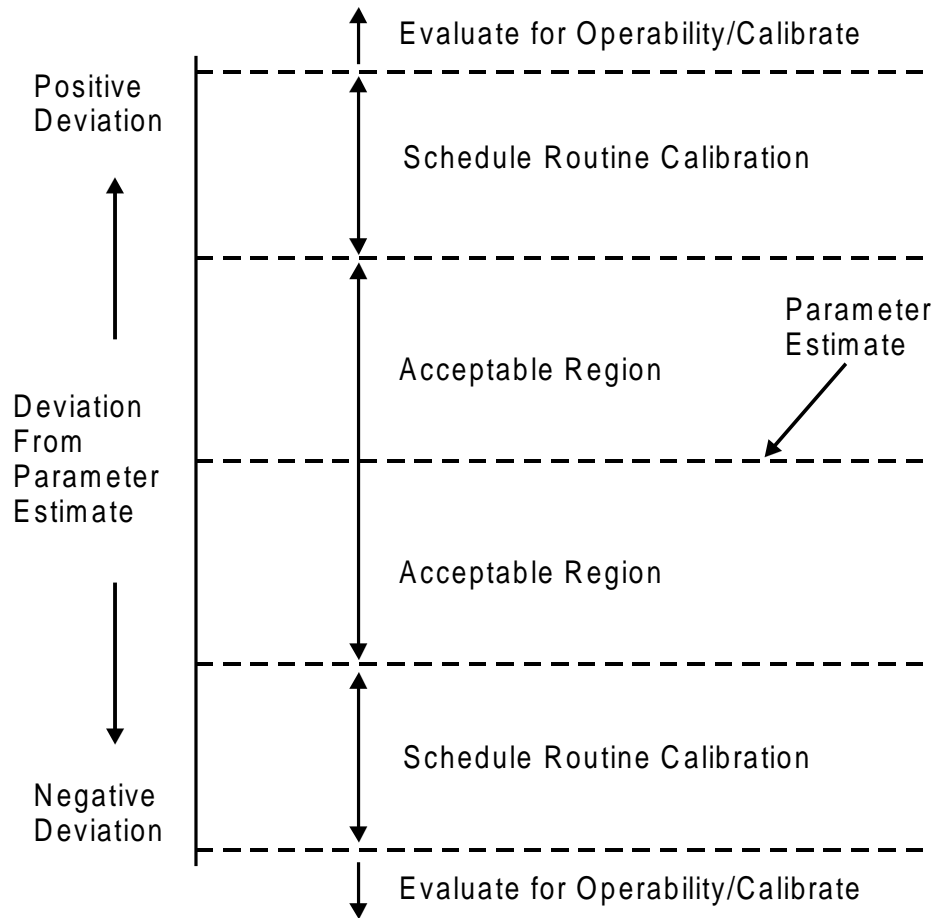 Evaluate for Operability/Calibrate
Positive
Deviation
Schedule Routine Calibration
Parameter
Estimate
Acceptable Region
Deviation
From
Parameter
Estimate
Acceptable Region
Schedule Routine Calibration
Negative
Deviation
Evaluate for Operability/Calibrate